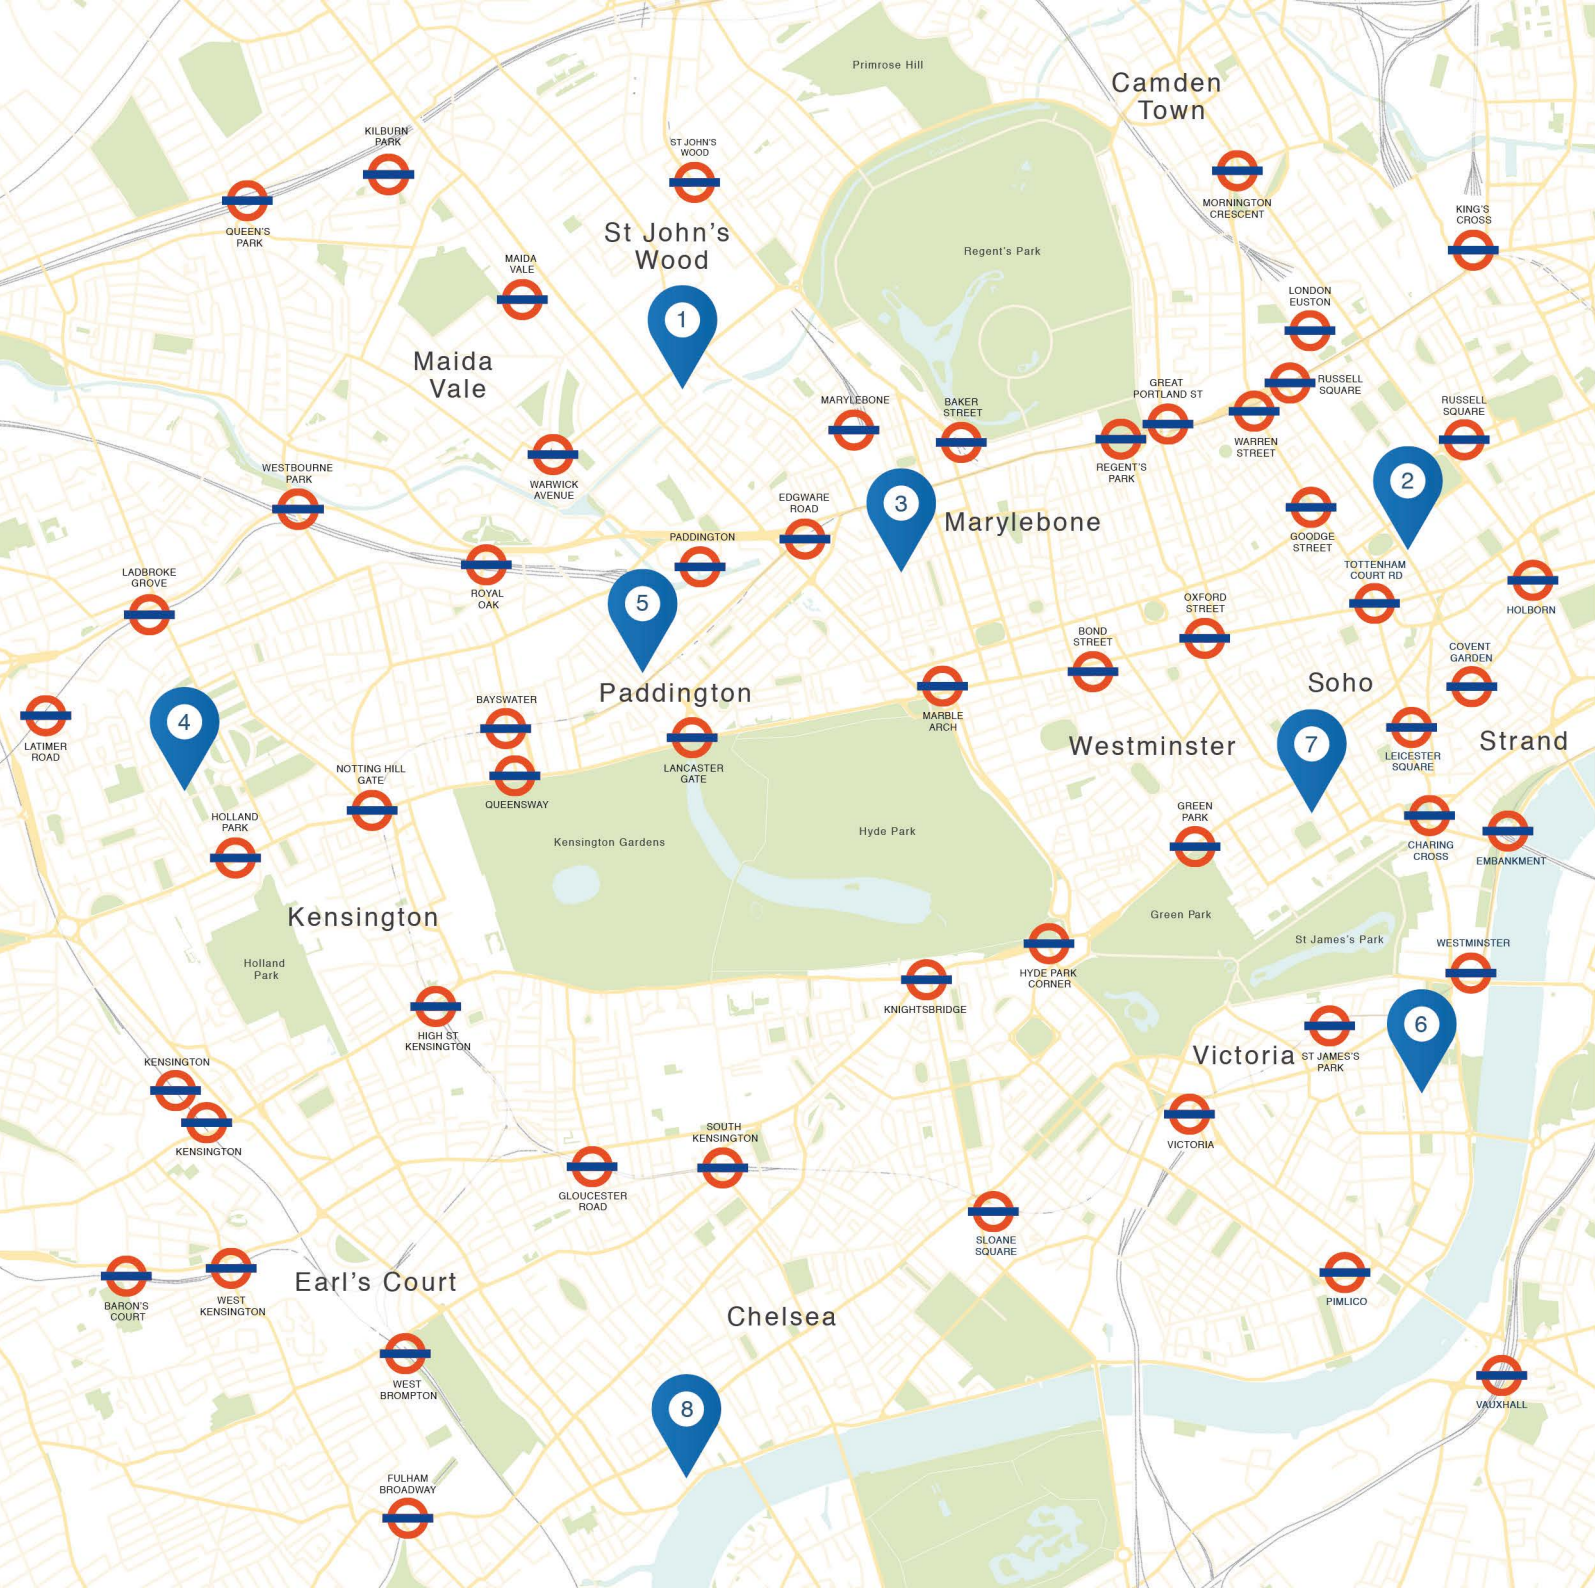 Primrose Hill
Camden
Town
KILBURN
PARK
ST JOHN'S
WOOD
QUEEN'S
PARK
MORNINGTON
CRESCENT
KING'S
CROSS
St John's
Wood
Regent's Park
MAIDA
VALE
LONDON
EUSTON
1
Maida
Vale
GREAT
PORTLAND ST
RUSSELL
SQUARE
MARYLEBONE
BAKER
STREET
RUSSELL
SQUARE
WARREN
STREET
REGENT'S
PARK
WESTBOURNE
PARK
WARWICK
AVENUE
2
EDGWARE
ROAD
3
Marylebone
GOODGE
STREET
PADDINGTON
TOTTENHAM
COURT RD
LADBROKE
GROVE
ROYAL
OAK
5
OXFORD
STREET
HOLBORN
BOND
STREET
COVENT
GARDEN
Soho
Paddington
BAYSWATER
MARBLE
ARCH
4
LATIMER
ROAD
Westminster
7
Strand
LEICESTER
SQUARE
NOTTING HILL
GATE
LANCASTER
GATE
QUEENSWAY
HOLLAND
PARK
GREEN
PARK
Kensington Gardens
Hyde Park
CHARING
CROSS
EMBANKMENT
Kensington
Green Park
St James's Park
WESTMINSTER
Holland
Park
HYDE PARK
CORNER
KNIGHTSBRIDGE
6
HIGH ST
KENSINGTON
Victoria
ST JAMES'S
PARK
KENSINGTON
KENSINGTON
SOUTH
KENSINGTON
VICTORIA
GLOUCESTER
ROAD
SLOANE
SQUARE
Earl's Court
BARON'S
COURT
WEST
KENSINGTON
PIMLICO
Chelsea
WEST
BROMPTON
8
VAUXHALL
FULHAM
BROADWAY